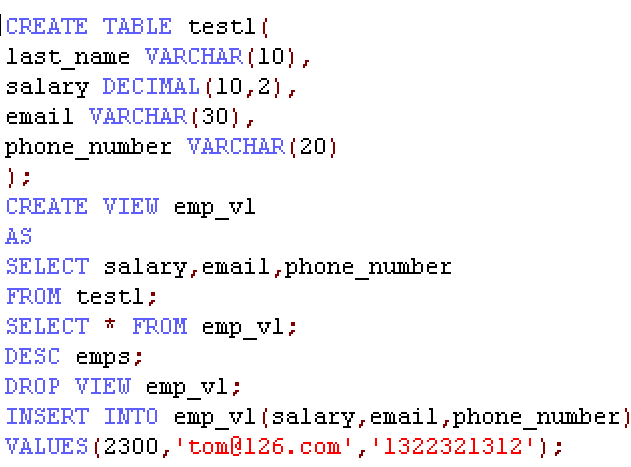 CREATE TABLE test1(
last_name VARCHAR(10),
salary DECIMAL(10,2),
email VARCHAR(30),
phone_number VARCHAR(20)
);
CREATE VIEW emp_v1
AS
SELECT salary,email,phone_number
FROM test1;
SELECT * FROM emp_v1;
DESC emps;
DROP VIEW emp_v1;
INSERT INTO emp_v1(salary,email,phone_number)
VALUES(2300,'tom@126.com','1322321312');